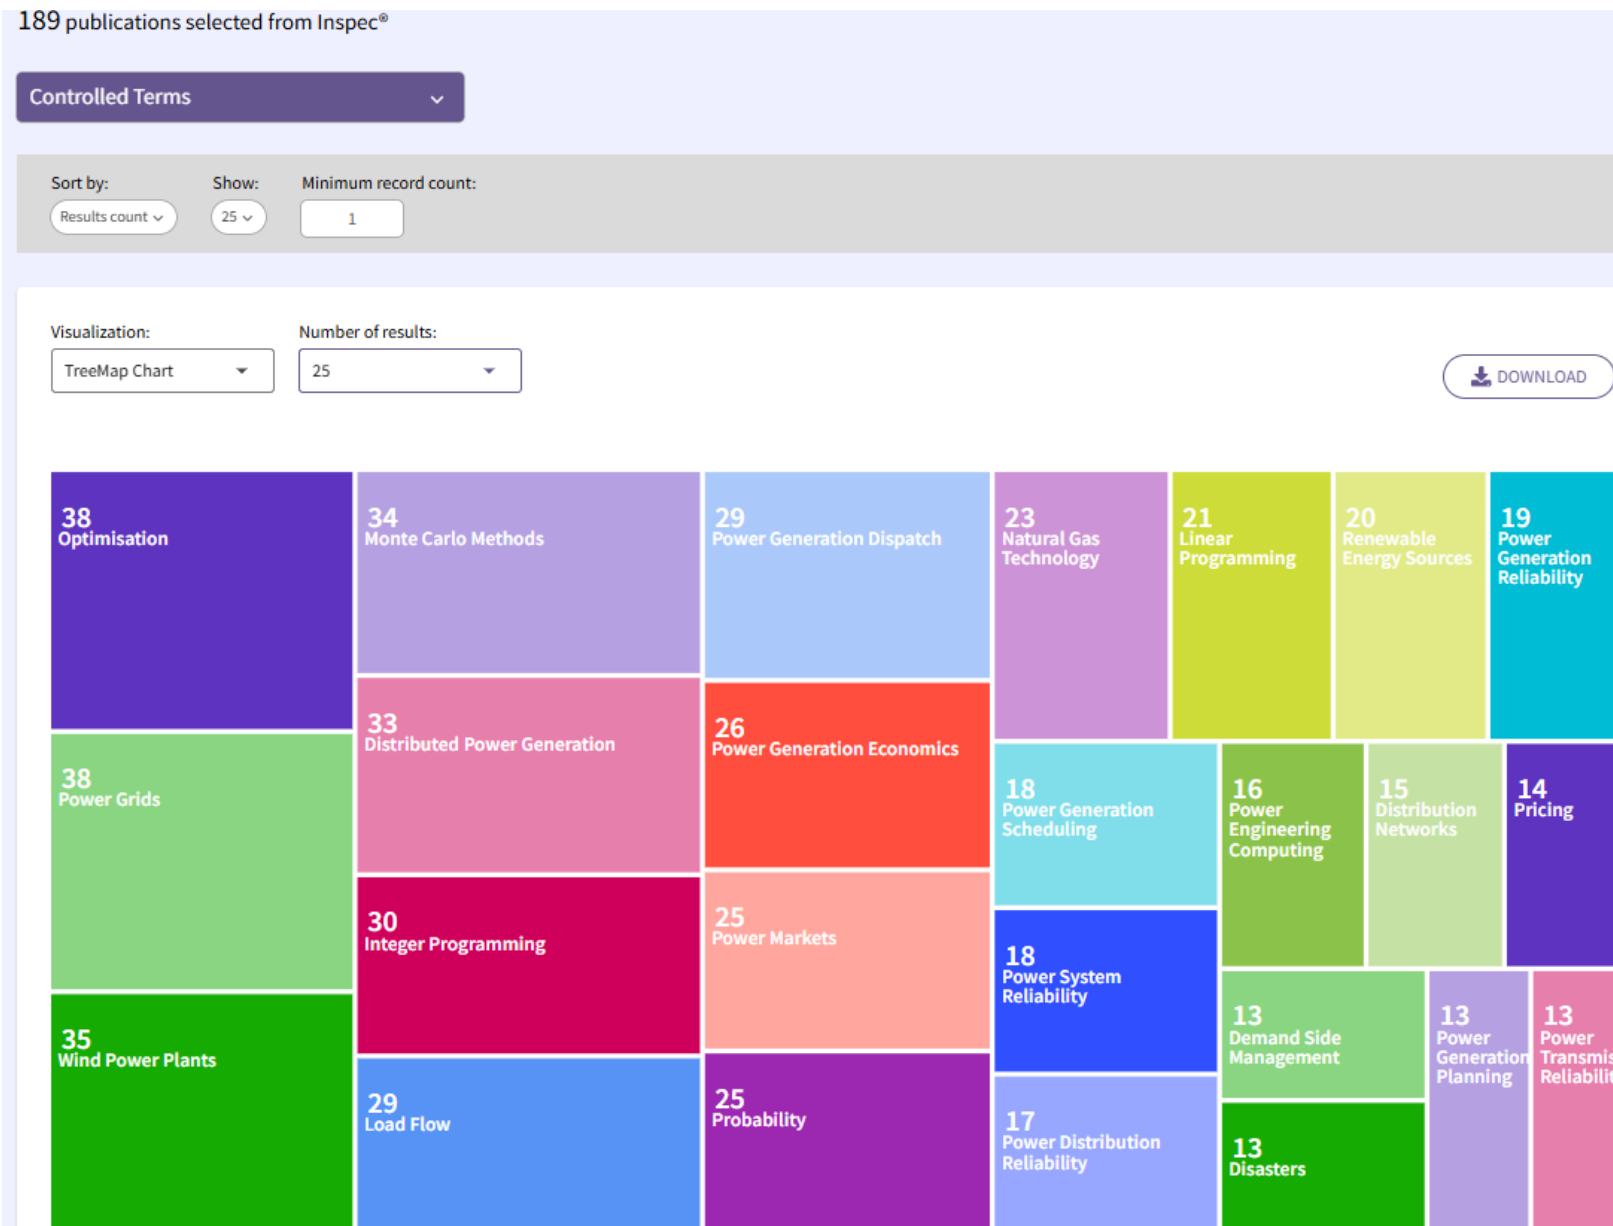 189 publications selected from Inspec®
Controlled Terms
Sort by:
Show:
Minimum record count:
Results count
25
1
Visualization:
Number of results:
TreeMap Chart
25
DOWNLOAD
38
Optimisation
38
Power Grids
35
Wind Power Plants
34
Monte Carlo Methods
33
Distributed Power Generation
30
Integer Programming
29
Load Flow
29
Power Generation Dispatch
26
Power Generation Economics
25
Power Markets
25
Probability
23
Natural Gas
Technology
21
Linear
Programming
20
Renewable
Energy Sources
19
Power
Generation
Reliability
18
Power Generation
Scheduling
18
Power System
Reliability
17
Power Distribution
Reliability
16
Power
Engineering
Computing
15
Distribution
Networks
14
Pricing
13
Demand Side
Management
13
Disasters
13
Power
Generation
Planning
13
Power
Transmis
Reliabilit